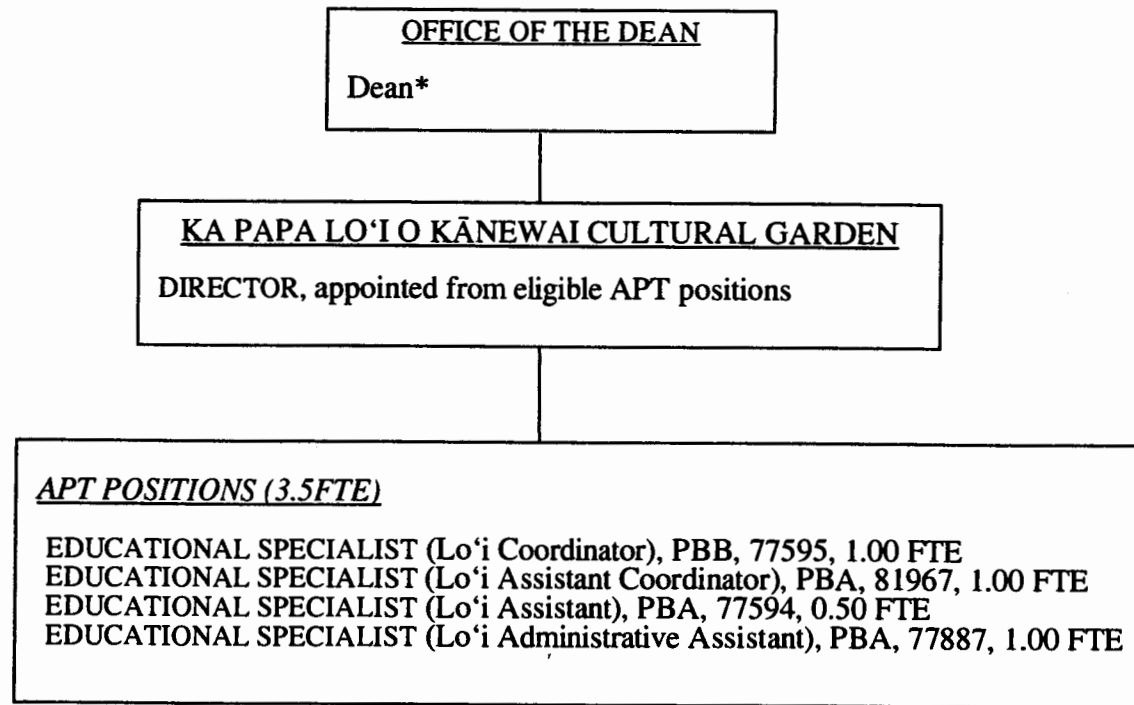 OFFICE OF THE DEAN
Dean*
KA PAPA LO‘I O KĀNEWAI CULTURAL GARDEN
DIRECTOR, appointed from eligible APT positions
APT POSITIONS (3.5FTE)
EDUCATIONAL SPECIALIST (Lo‘i Coordinator), PBB, 77595, 1.00 FTE
EDUCATIONAL SPECIALIST (Lo‘i Assistant Coordinator), PBA, 81967, 1.00 FTE
EDUCATIONAL SPECIALIST (Lo‘i Assistant), PBA, 77594, 0.50 FTE
EDUCATIONAL SPECIALIST (Lo‘i Administrative Assistant), PBA, 77887, 1.00 FTE